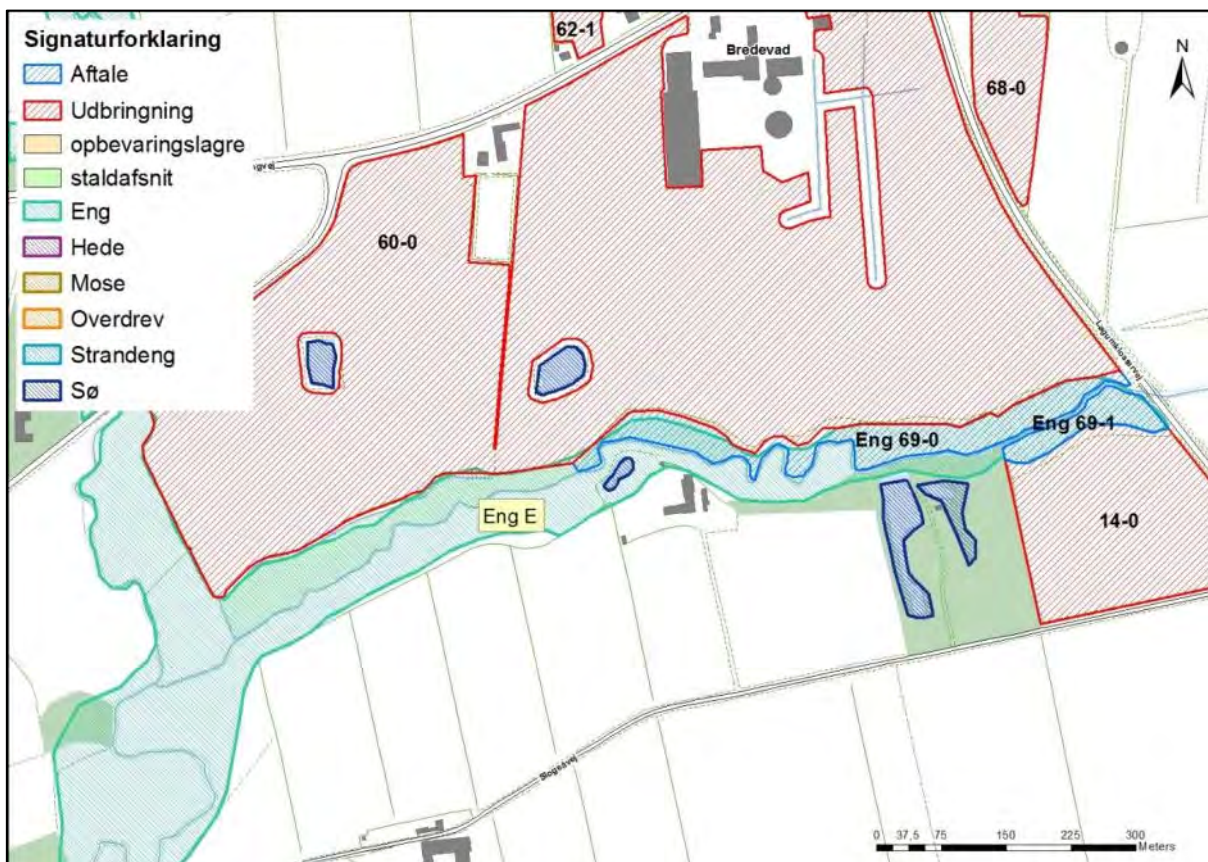 Signaturforklaring
Aftale
Udbringning
opbevaringslagre
staldafsnit
Eng
Hede
Mose
Overdrev
Strandeng
Sø
62-1
Bredevad
68-0
N
60-0
Eng 69-0
Eng 69-1
Eng E
14-0
0 37,5 75 150 225 300
Meters